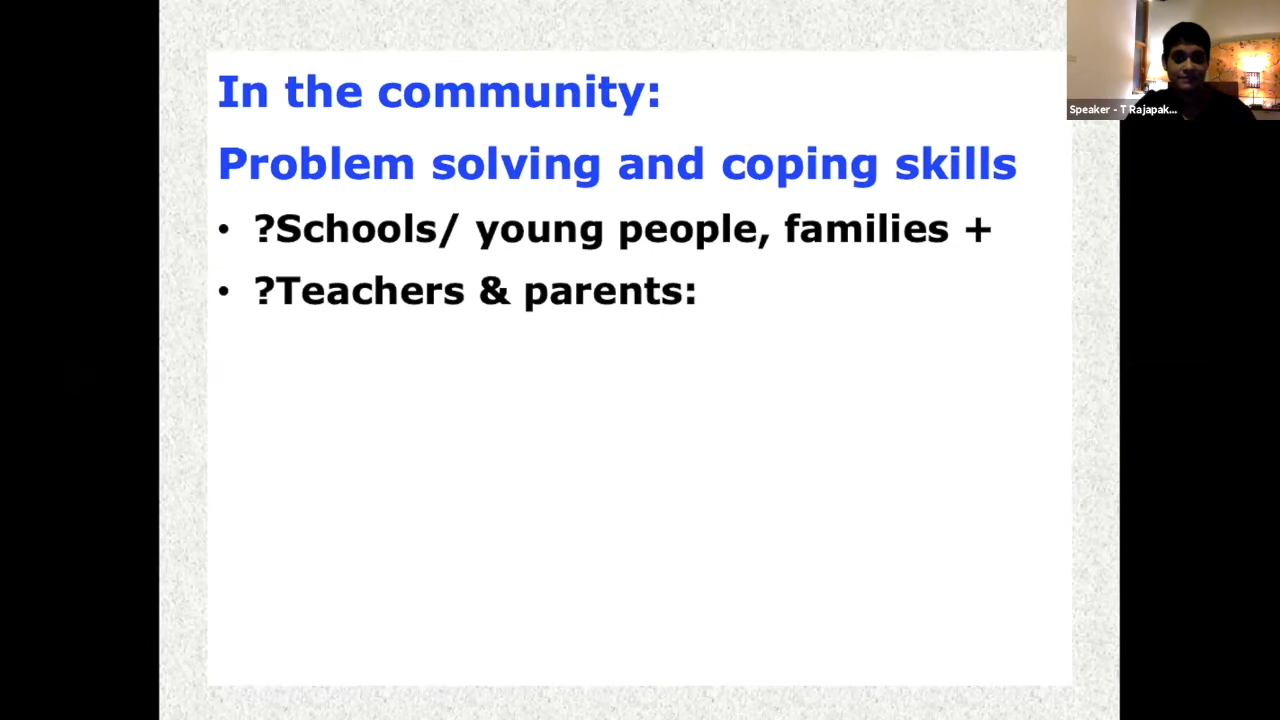 In the community:
Problem solving and coping skills
• ?Schools/ young people, families +
• ?Teachers & parents:
Speaker - T Rajapak...